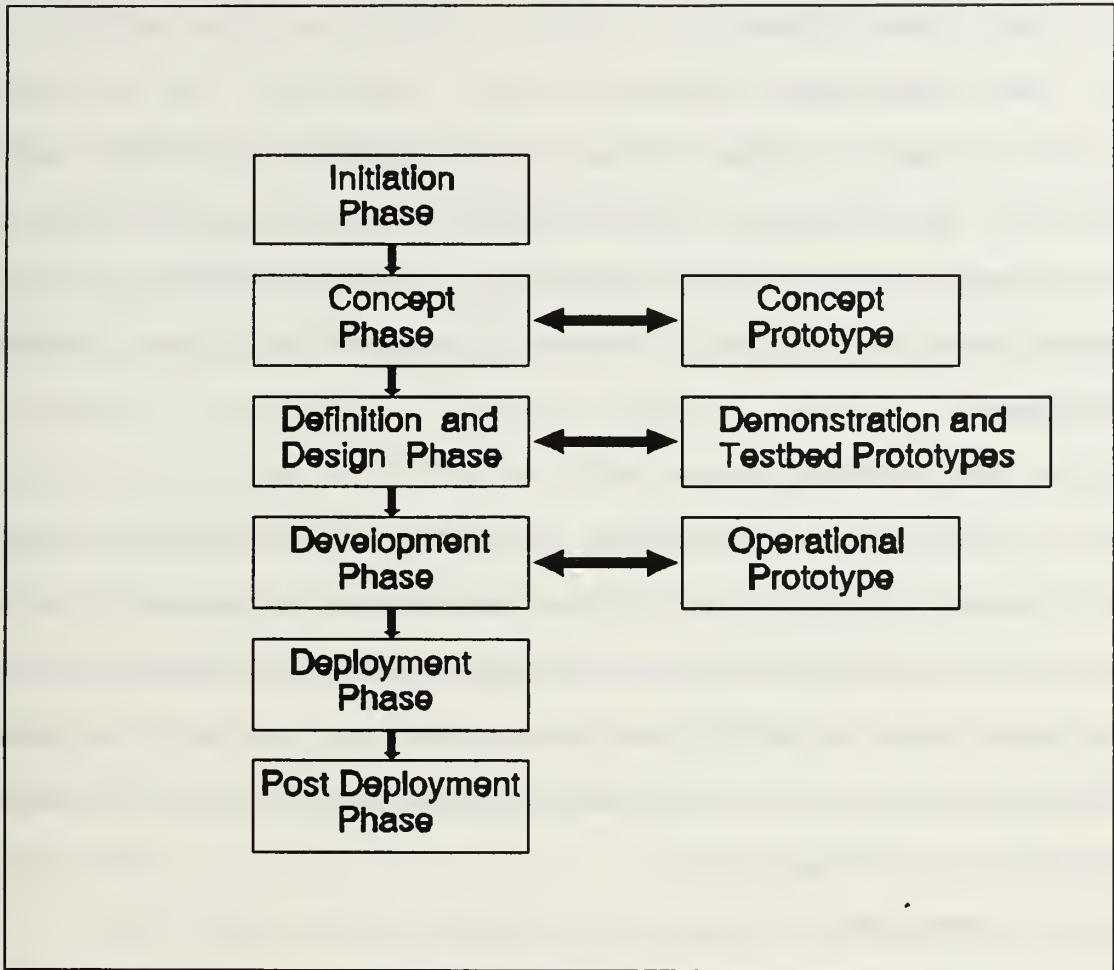 Initiation
Phase
Concept
Phase
Concept
Prototype
Definition and
Design Phase
Demonstration and
Testbed Prototypes
Development
Phase
Operational
Prototype
Deployment
Phase
Post Deployment
Phase